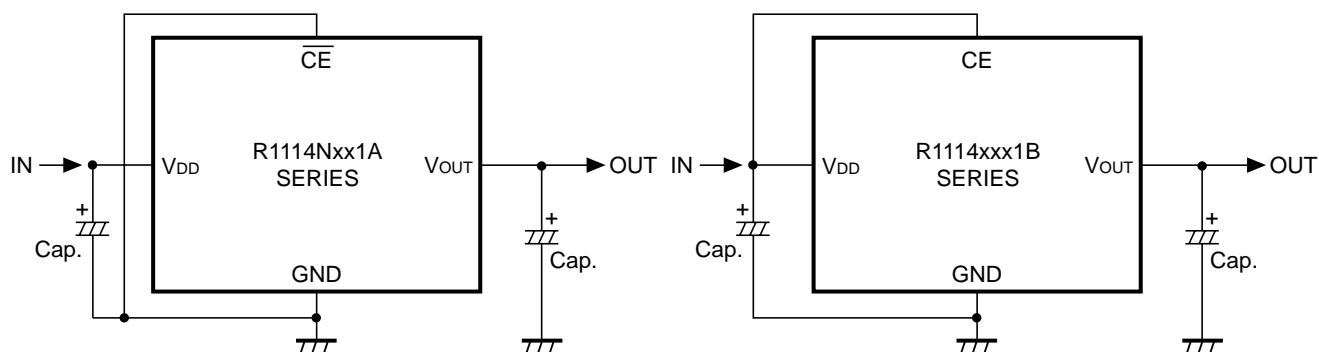 CE
IN
VDD
R1114Nxx1A
SERIES
VOUT
OUT
+
Cap.
+
Cap.
GND
CE
IN
VDD
R1114xxx1B
SERIES
VOUT
OUT
+
Cap.
+
Cap.
GND